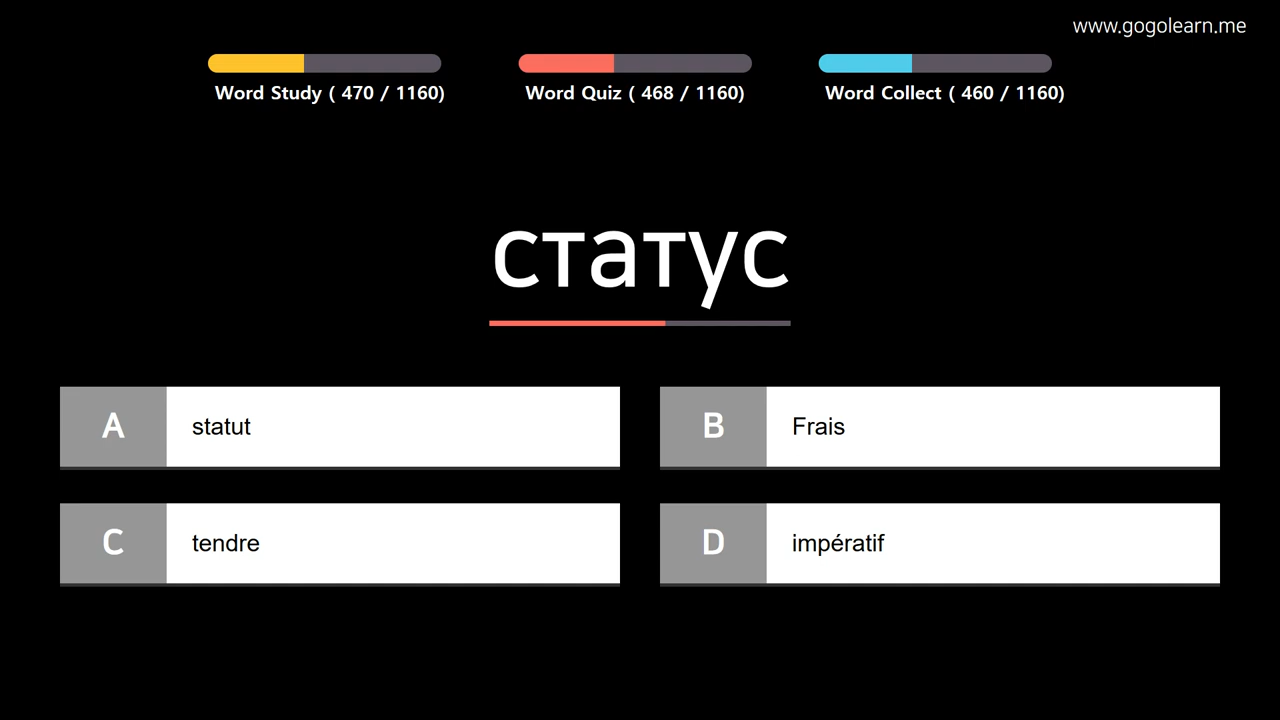 www.gogolearn.me
Word Study ( 470 / 1160)
Word Quiz ( 468 / 1160)
Word Collect ( 460 / 1160)
статус
A statut
B Frais
C tendre
D impératif